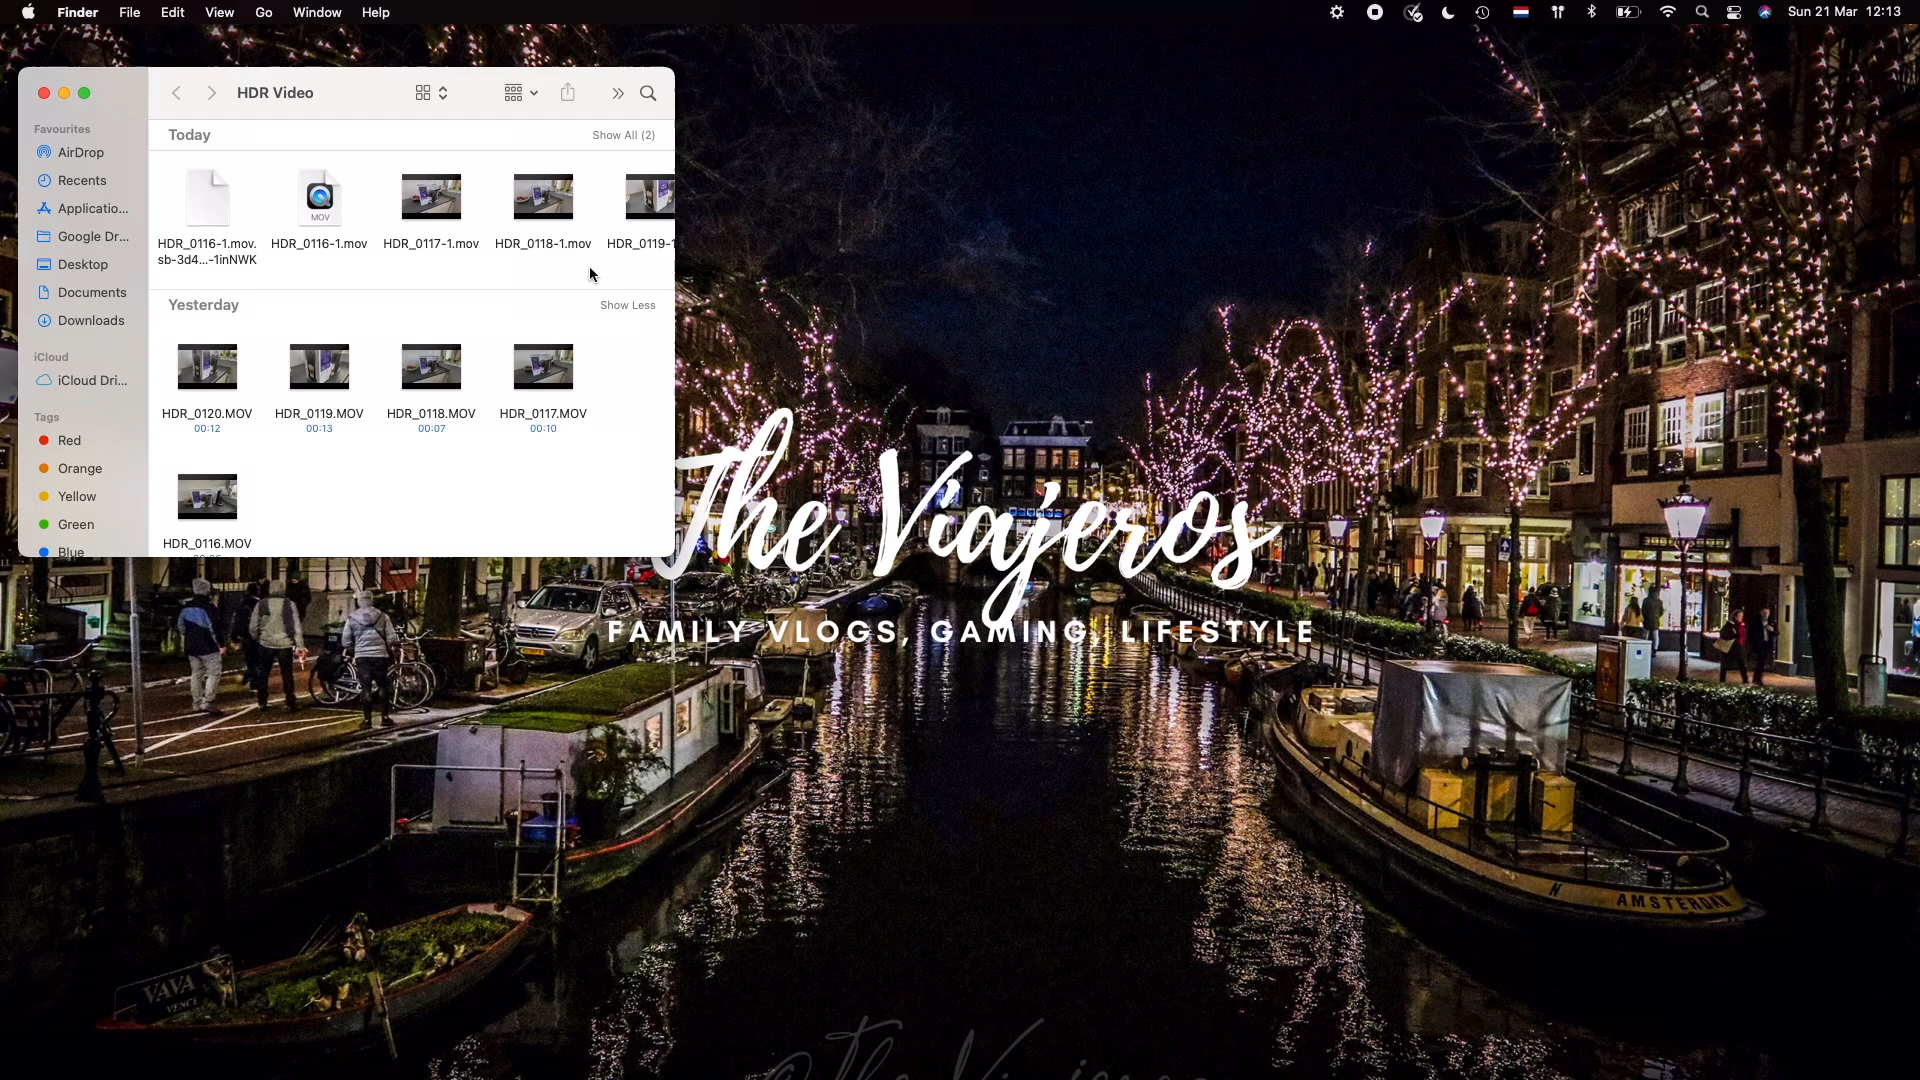 Finder File Edit View Go Window Help Sun 21 Mar 12:13
HDR Video
Favourites
AirDrop
Recents
Applicatio...
Google Dr...
Desktop
Documents
Downloads
iCloud
iCloud Dri...
Tags
Red
Orange
Yellow
Green
Blue
Today Show All (2)
MOV
HDR_0116-1.mov. HDR_0116-1.mov HDR_0117-1.mov HDR_0118-1.mov HDR_0119-1
sb-3d4...-1inNWK
Yesterday Show Less
HDR_0120.MOV HDR_0119.MOV HDR_0118.MOV HDR_0117.MOV
00:12 00:13 00:07 00:10
HDR_0116.MOV
The Viajeros
FAMILY VLOGS, GAMING, LIFESTYLE
N AMSTERDAM
VAVA
VENCE